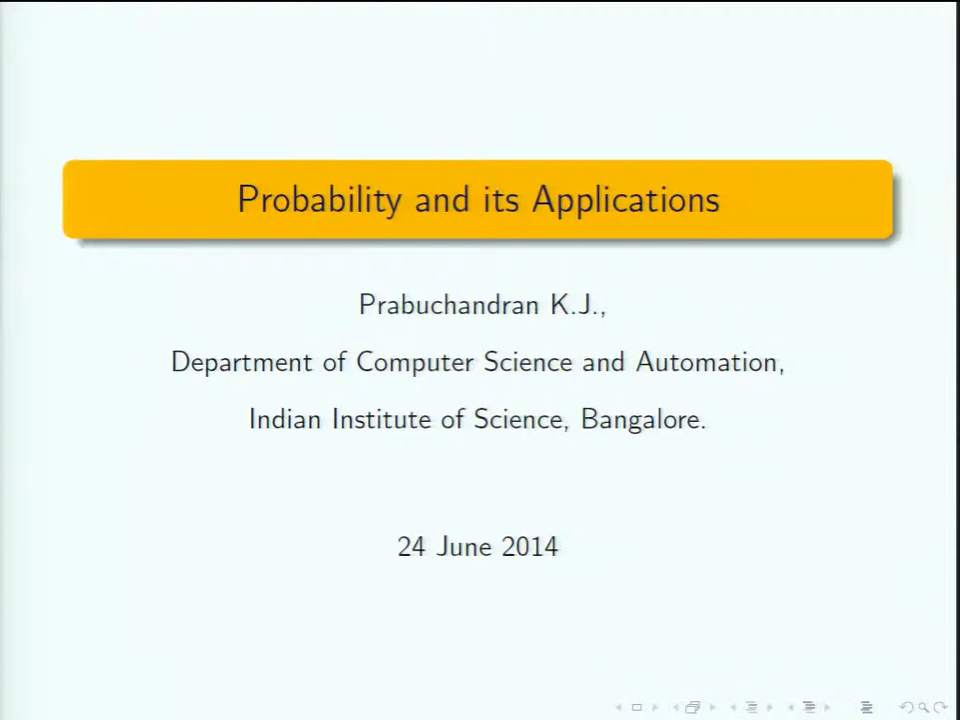 Probability and its Applications
Prabuchandran K.J.,
Department of Computer Science and Automation,
Indian Institute of Science, Bangalore.
24 June 2014